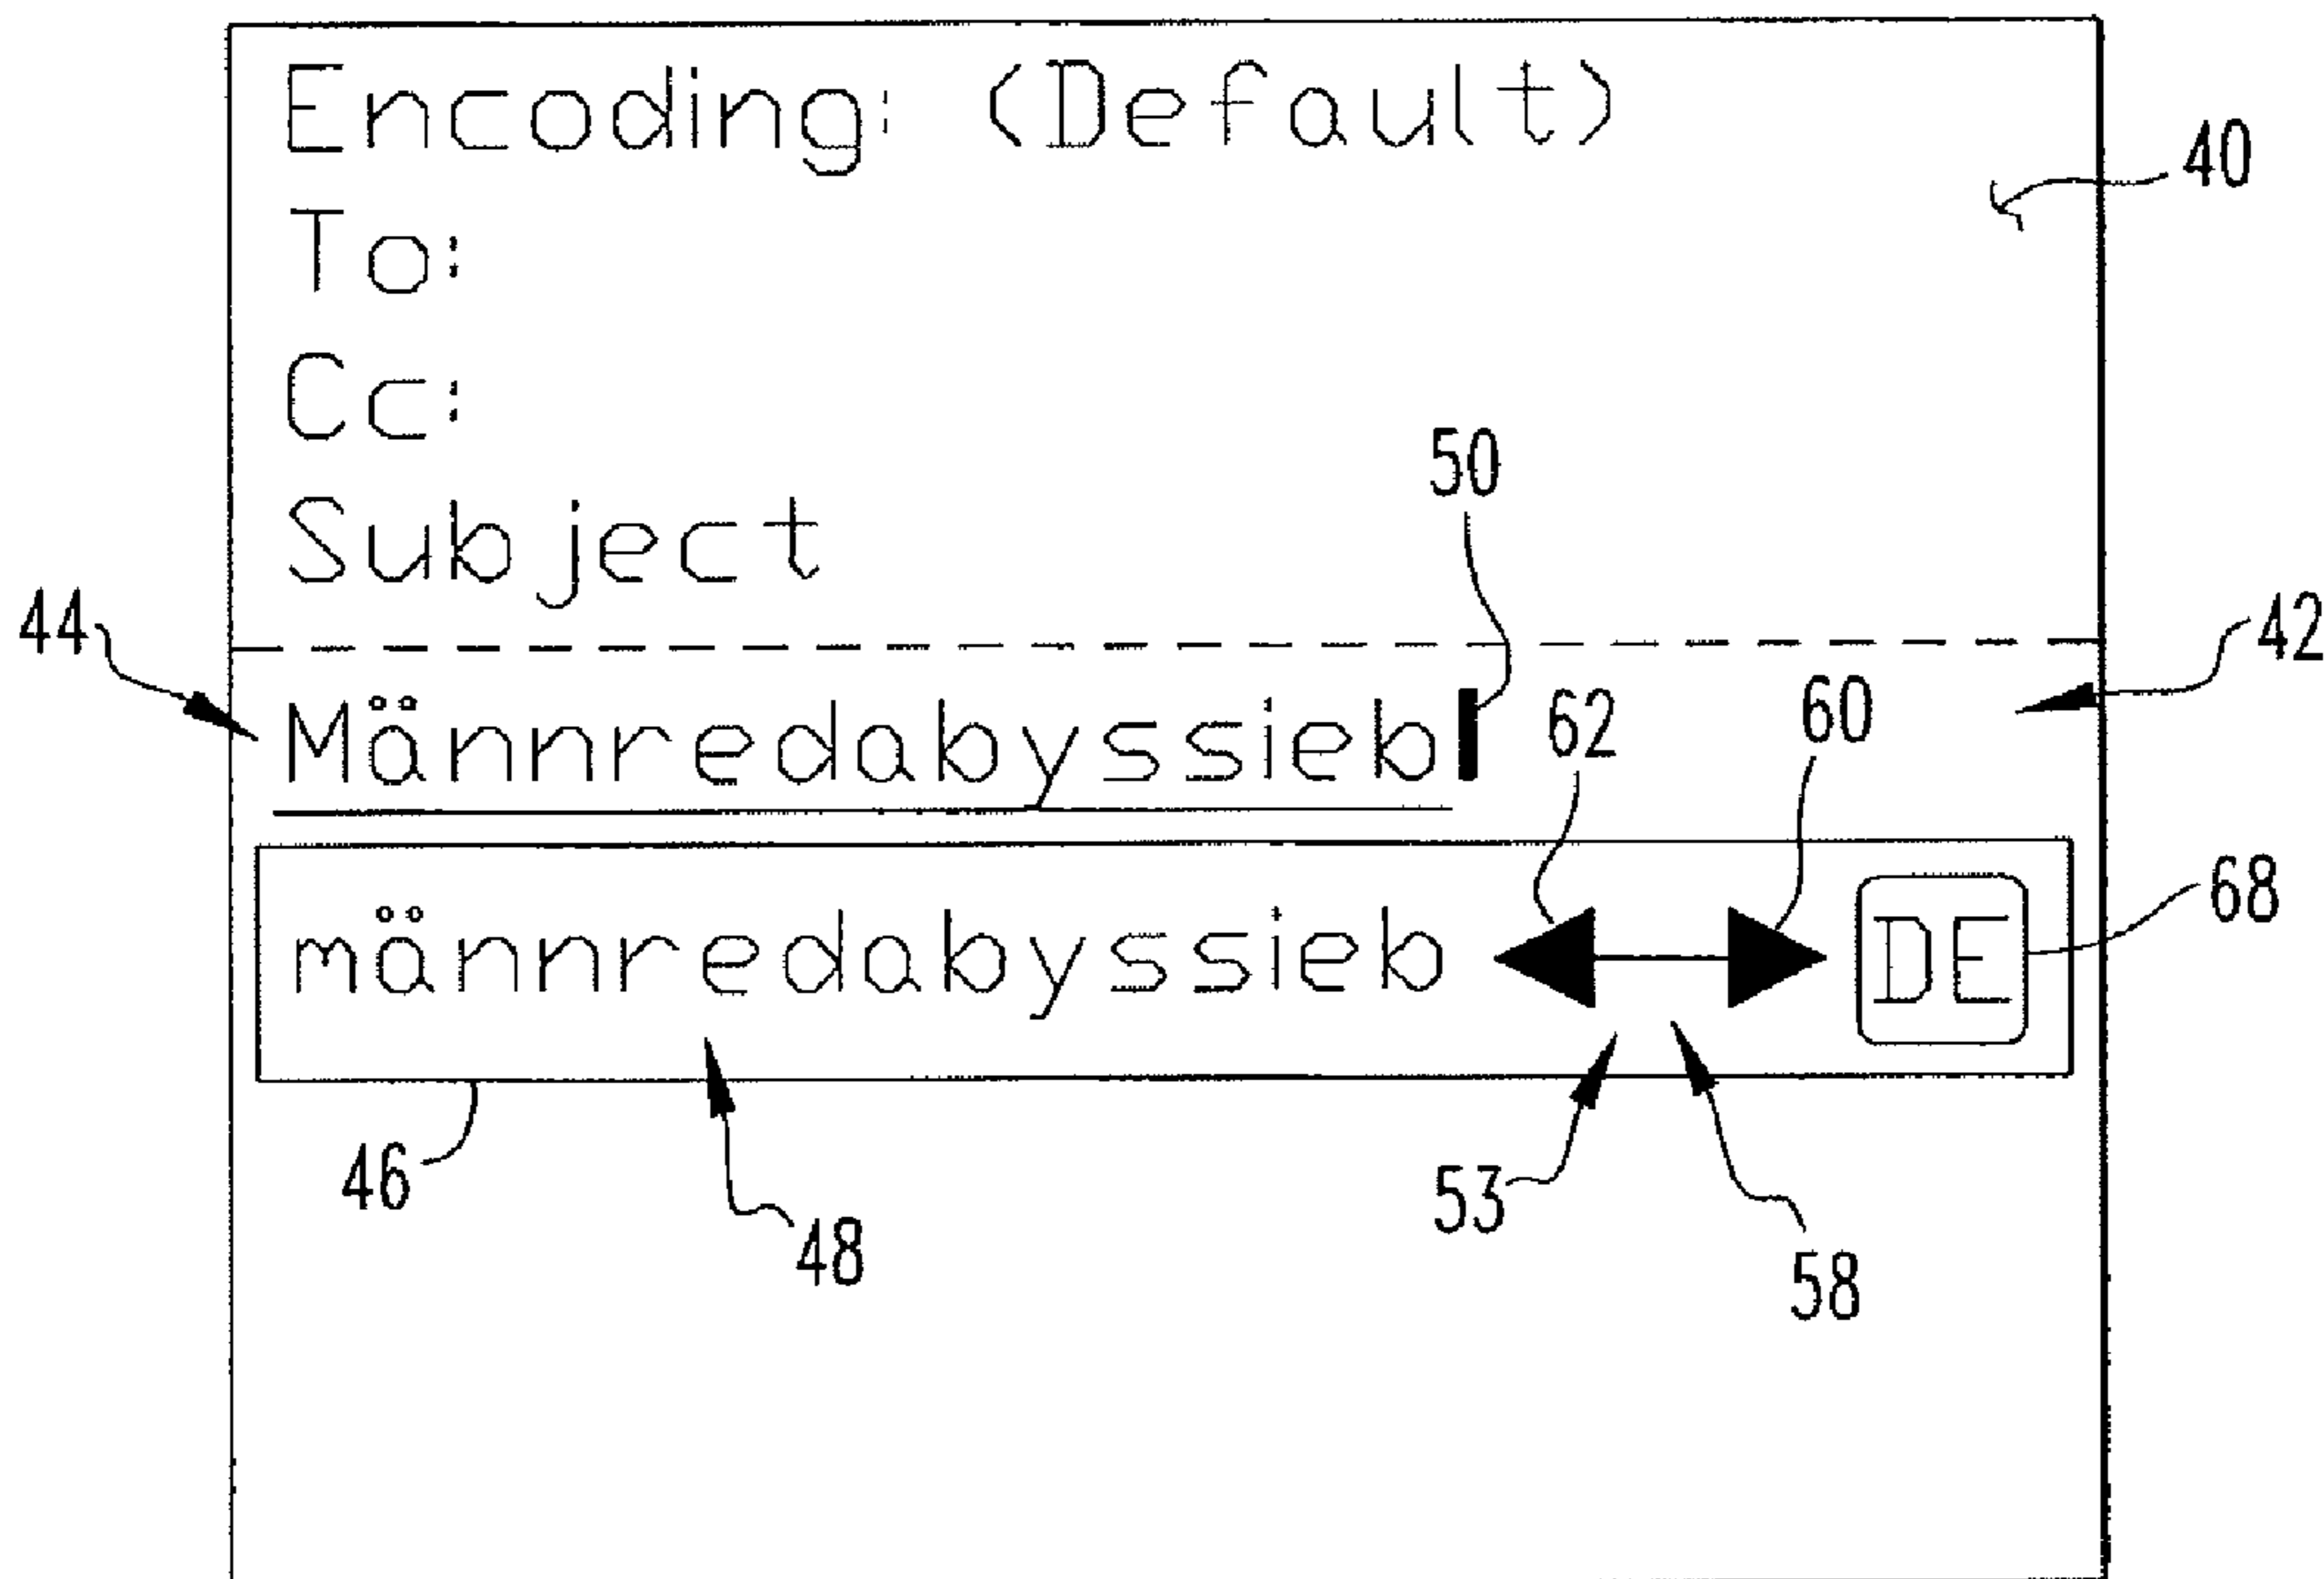 Encoding: (Default)
40
To:
Cc:
50
Subject
44
42
Männredabyssieb
62
60
männredabyssieb DE
68
46
48
53
58